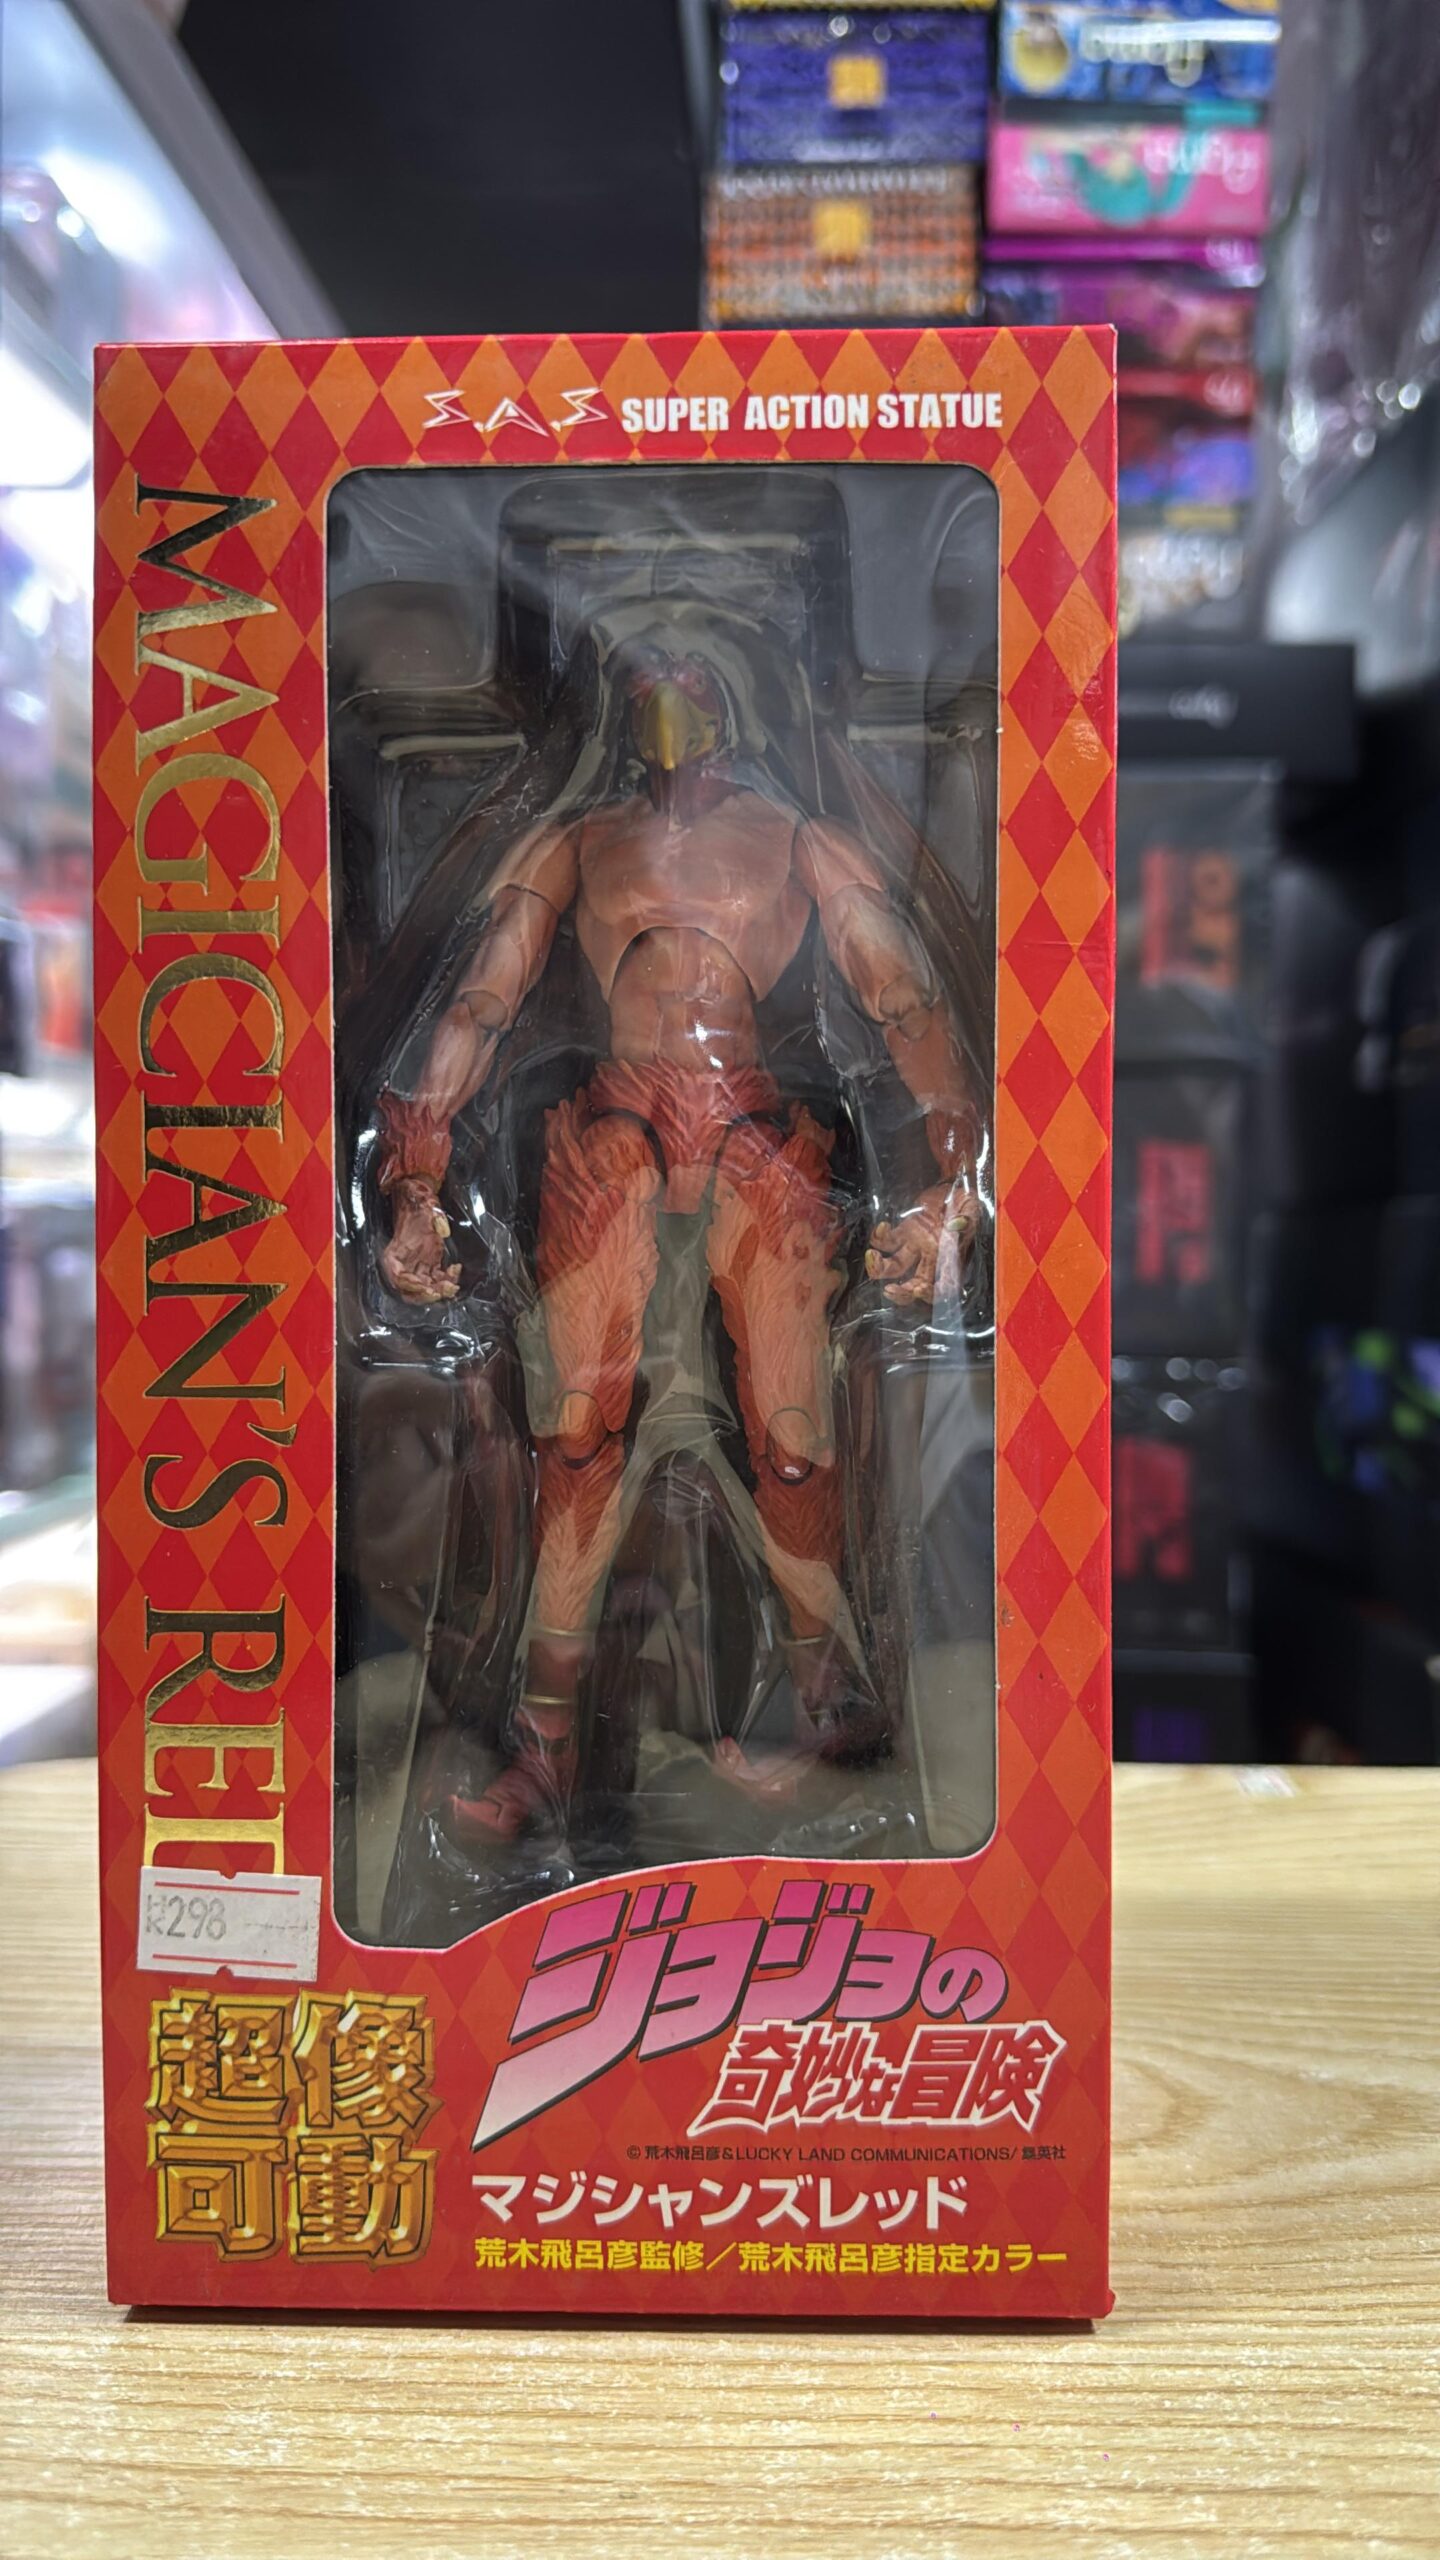 S.A.S SUPER ACTION STATUE
MAGICIAN'S RED
298
超像
可動
ジョジョの
奇妙な冒険
© 荒木飛呂彦&LUCKY LAND COMMUNICATIONS/集英社
マジシャンズレッド
荒木飛呂彦監修／荒木飛呂彦指定カラー